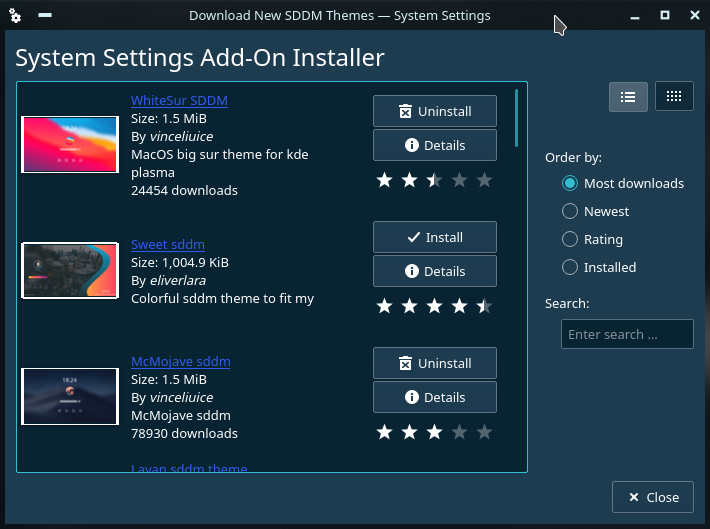 Download New SDDM Themes — System Settings
System Settings Add-On Installer
WhiteSur SDDM
Size: 1.5 MiB
By vinceliuice
MacOS big sur theme for kde
plasma
24454 downloads
Uninstall
Details
Sweet sddm
Size: 1,004.9 KiB
By eliverlara
Colorful sddm theme to fit my
Install
Details
McMojave sddm
Size: 1.5 MiB
By vinceliuice
McMojave sddm
78930 downloads
Uninstall
Details
18:24
Layan sddm theme
Order by:
Most downloads
Newest
Rating
Installed
Search:
Enter search ...
Close